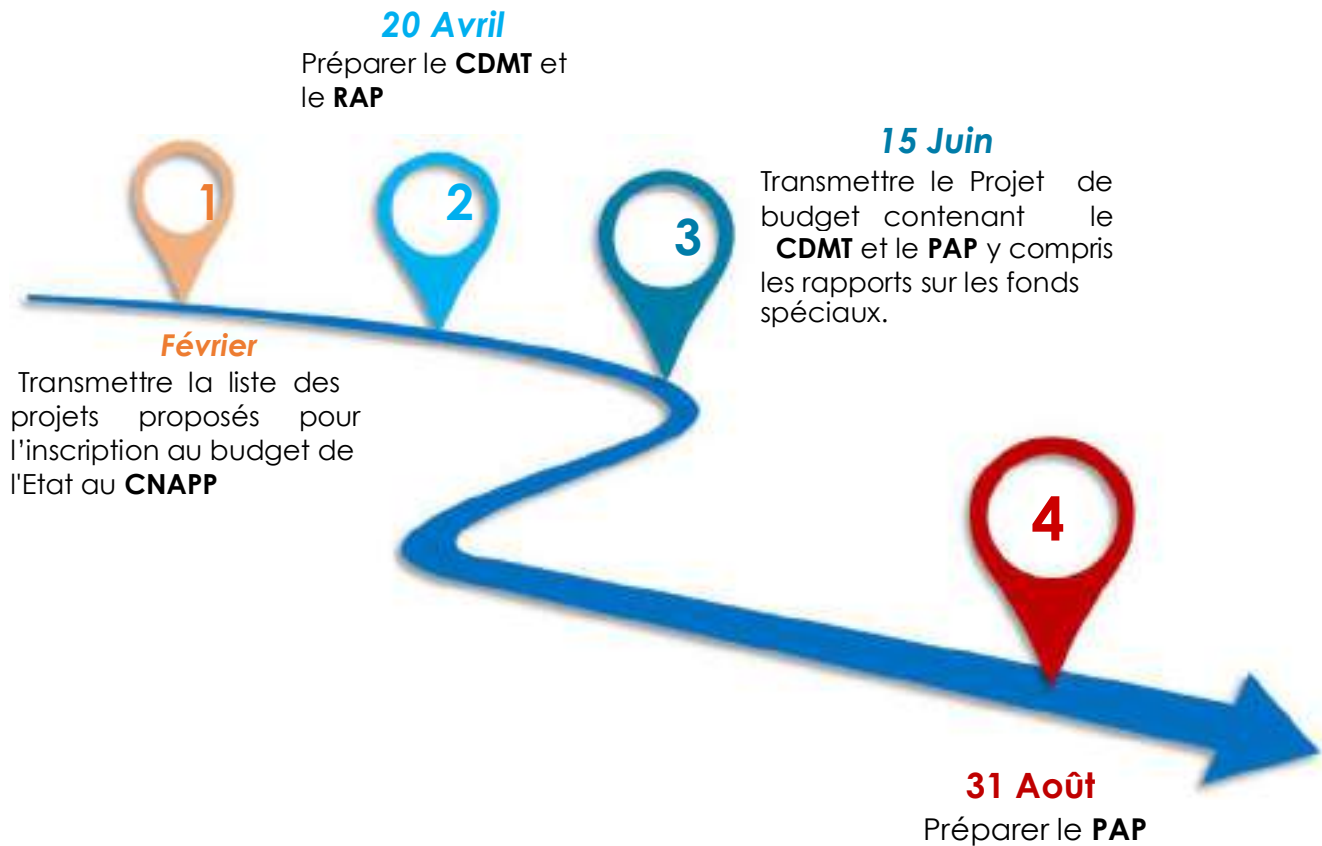 20 Avril
Préparer le CDMT et
le RAP
1
2
3
15 Juin
Transmettre le Projet de
budget contenant le
CDMT et le PAP y compris
les rapports sur les fonds
spéciaux.
Février
Transmettre la liste des
projets proposés pour
l'inscription au budget de
l'Etat au CNAPP
4
31 Août
Préparer le PAP